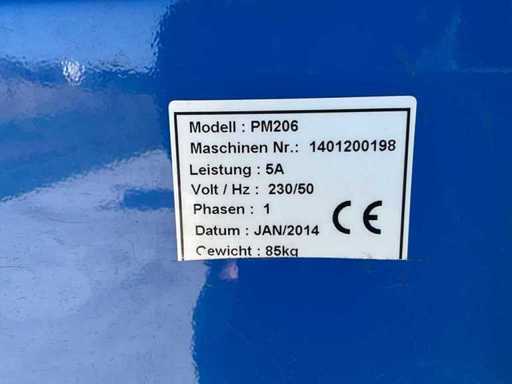 Modell : PM206
Maschinen Nr.: 1401200198
Leistung : 5A
Volt / Hz : 230/50
Phasen : 1
Datum : JAN/2014
CE
Gewicht : 85kg